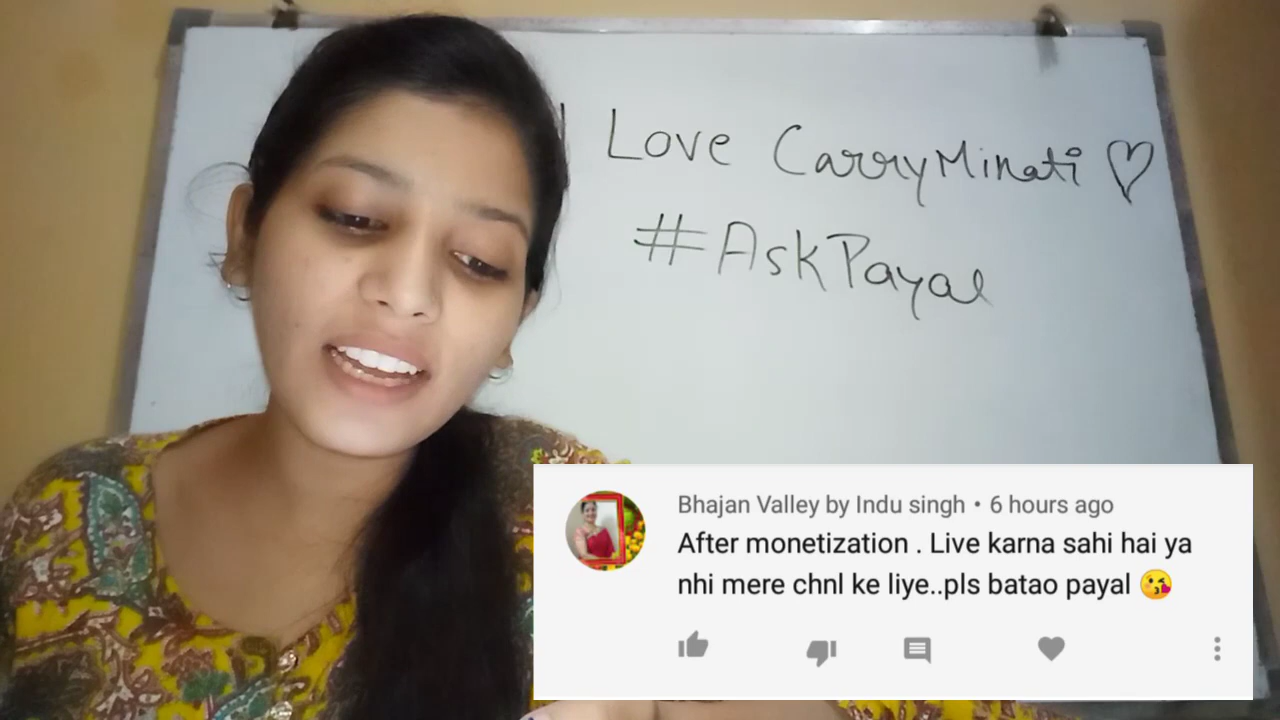 Love CarryMinati ♡
#AskPayal
Bhajan Valley by Indu singh • 6 hours ago
After monetization . Live karna sahi hai ya
nhi mere chnl ke liye..pls batao payal 😘